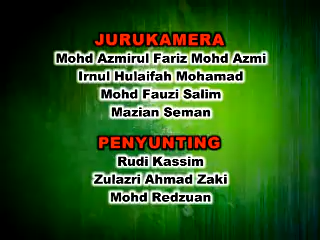 JURUKAMERA
Mohd Azmirul Fariz Mohd Azmi
Irnul Hulaifah Mohamad
Mohd Fauzi Salim
Mazian Seman
PENYUNTING
Rudi Kassim
Zulazri Ahmad Zaki
Mohd Redzuan